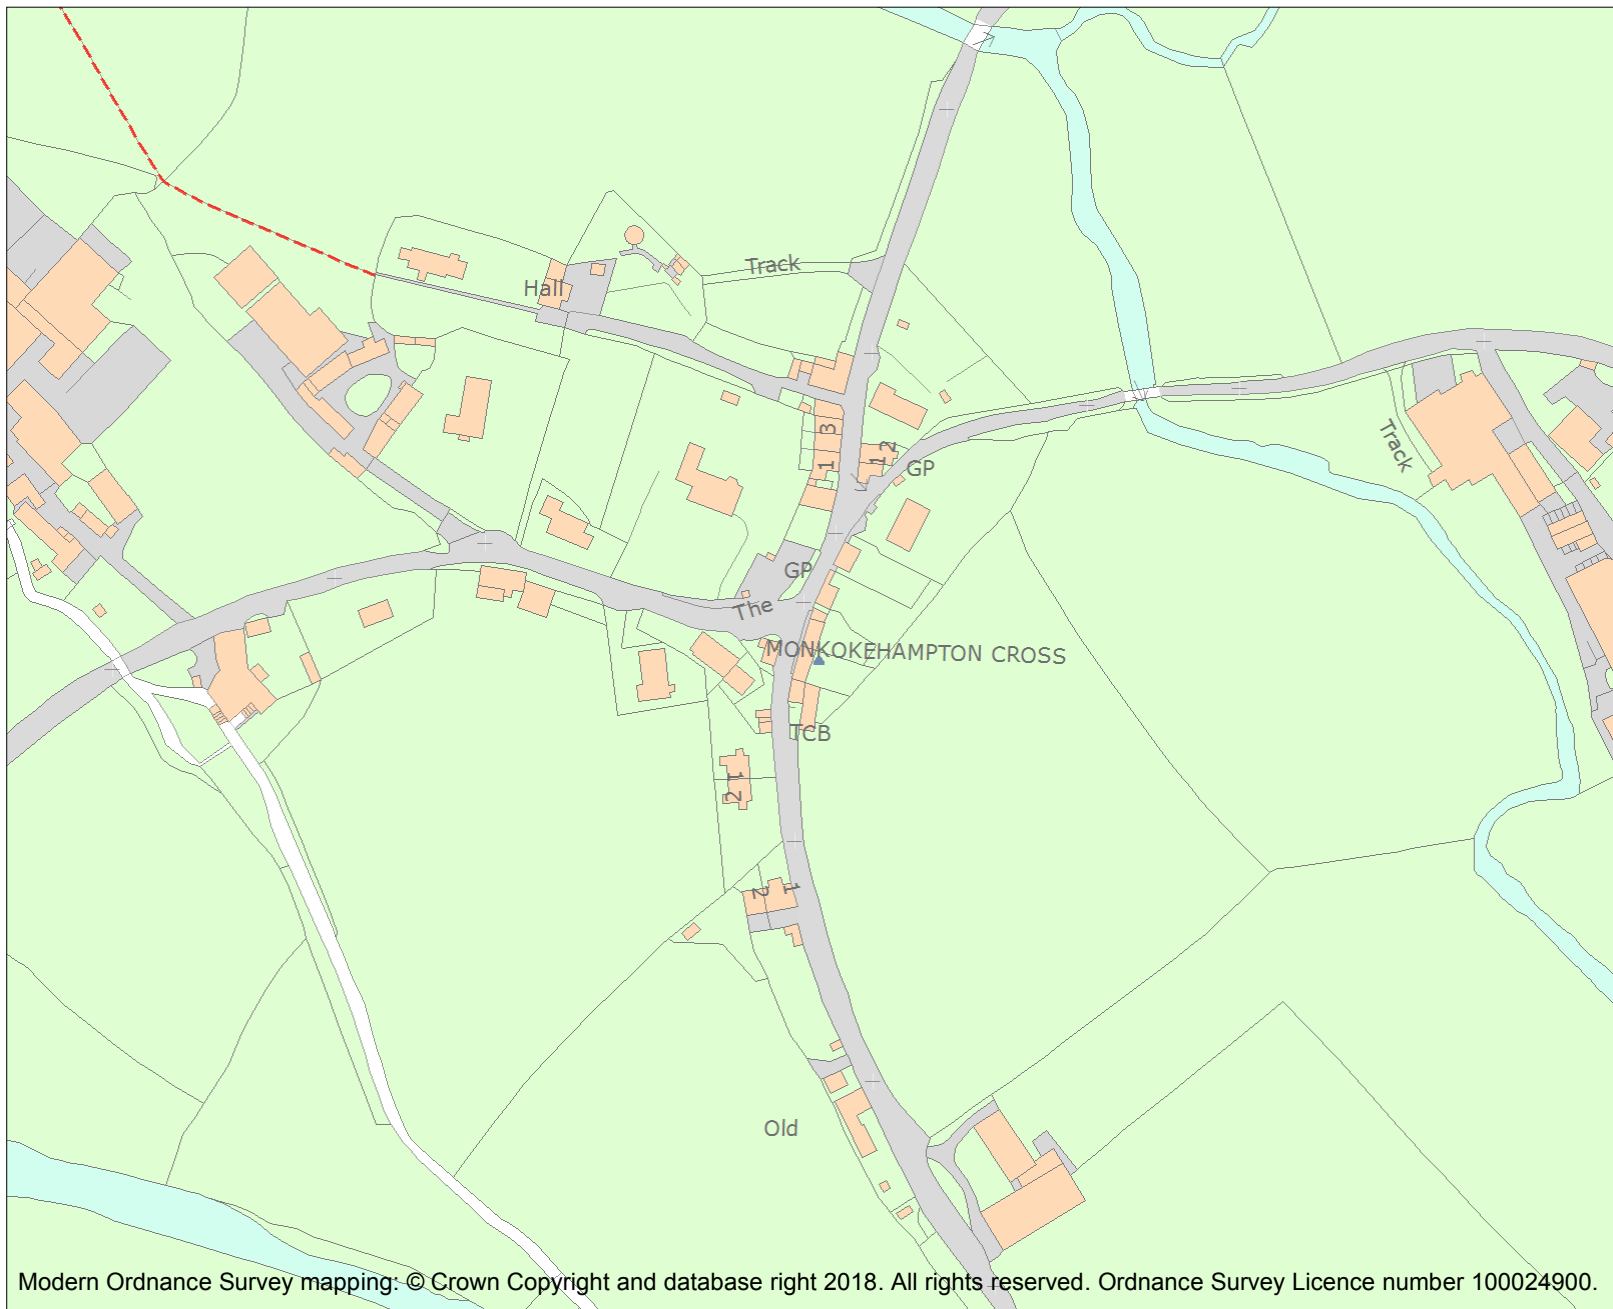 Track
Hall
3
1
1 2
GP
Track
GP
The
MONKOKEHAMPTON CROSS
TCB
1
2
2
1
Old
Modern Ordnance Survey mapping: © Crown Copyright and database right 2018. All rights reserved. Ordnance Survey Licence number 100024900.